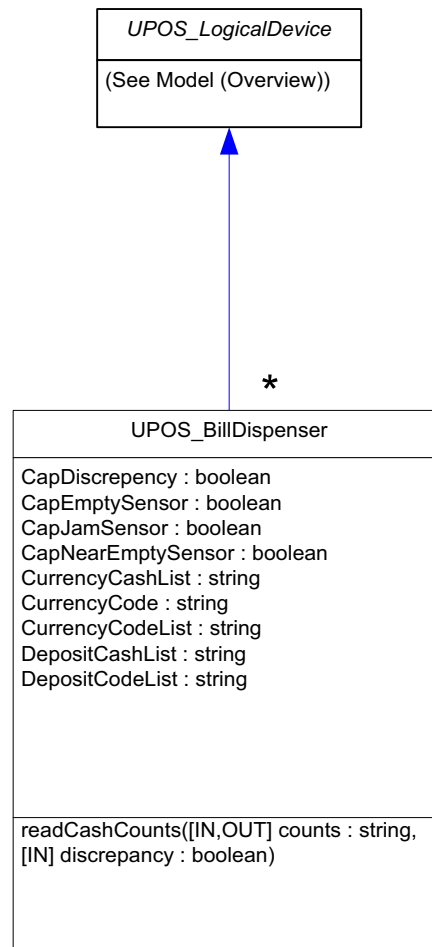 UPOS_LogicalDevice
(See Model (Overview))
*
UPOS_BillDispenser
CapDiscrepency : boolean
CapEmptySensor : boolean
CapJamSensor : boolean
CapNearEmptySensor : boolean
CurrencyCashList : string
CurrencyCode : string
CurrencyCodeList : string
DepositCashList : string
DepositCodeList : string
readCashCounts([IN,OUT] counts : string,
[IN] discrepancy : boolean)